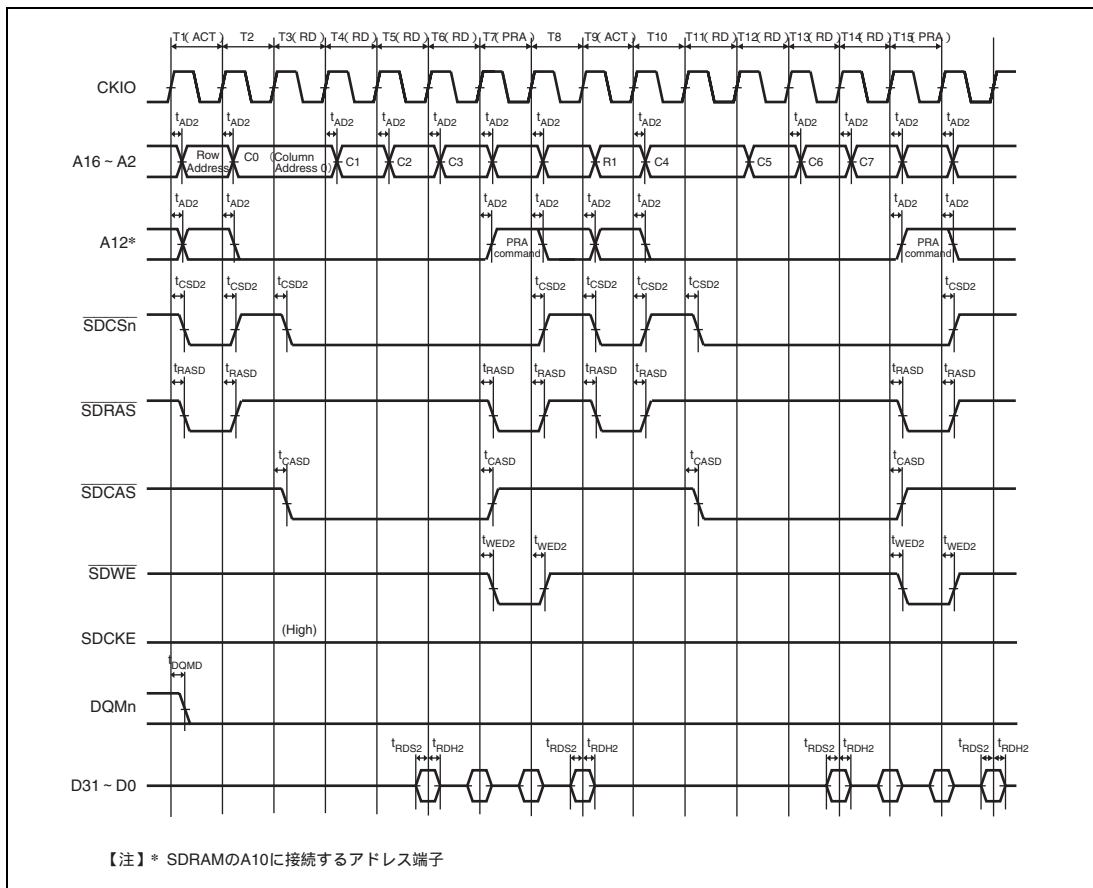 T1(ACT) T2 T3(RD) T4(RD) T5(RD) T6(RD) T7(PRA) T8 T9(ACT) T10 T11(RD) T12(RD) T13(RD) T14(RD) T15(PRA)
CKIO
tAD2 tAD2 tAD2 tAD2 tAD2 tAD2 tAD2 tAD2 tAD2 tAD2 tAD2 tAD2 tAD2
A16 ~ A2 Row Address C0 (Column Address 0) C1 C2 C3 R1 C4 C5 C6 C7
tAD2 tAD2 tAD2 tAD2 tAD2 tAD2 tAD2 tAD2
A12* PRA command PRA command
tCSD2 tCSD2 tCSD2 tCSD2 tCSD2 tCSD2 tCSD2 tCSD2
SDCSn
tRASD tRASD tRASD tRASD tRASD tRASD tRASD tRASD
SDRAS
tCASD tCASD tCASD tCASD
SDCAS
tWED2 tWED2 tWED2 tWED2
SDWE
SDCKE (High)
tDQMD
DQMn
tRDS2 tRDH2 tRDS2 tRDH2 tRDS2 tRDH2 tRDS2 tRDH2
D31 ~ D0
【注】* SDRAMのA10に接続するアドレス端子